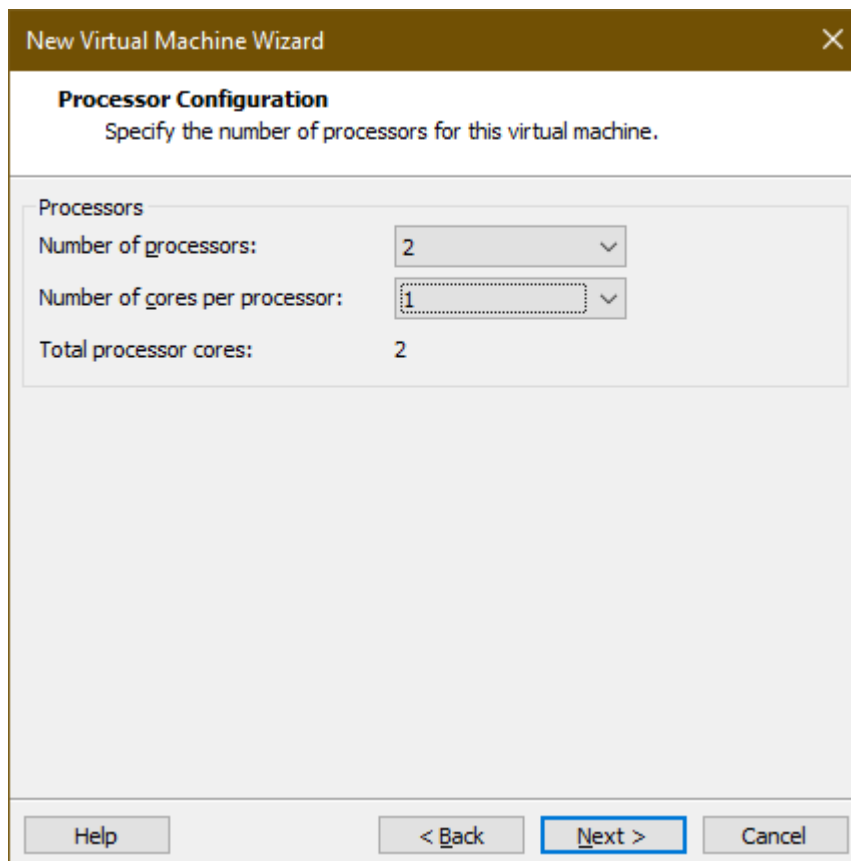 New Virtual Machine Wizard
Processor Configuration
Specify the number of processors for this virtual machine.
Processors
Number of processors: 2
Number of cores per processor: 1
Total processor cores: 2
Help < Back Next > Cancel